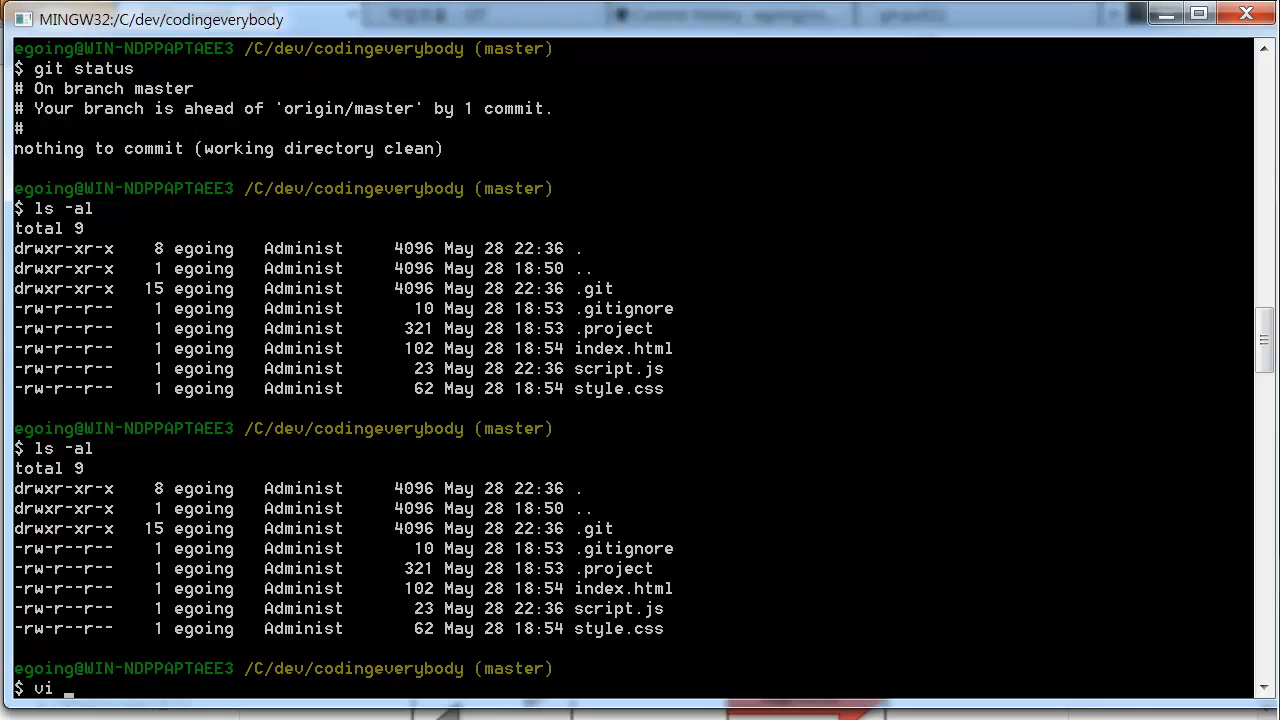 MINGW32:/C/dev/codingeverybody
egoing@WIN-NDPPAPTAEE3 /C/dev/codingeverybody (master)
$ git status
# On branch master
# Your branch is ahead of 'origin/master' by 1 commit.
#
nothing to commit (working directory clean)
egoing@WIN-NDPPAPTAEE3 /C/dev/codingeverybody (master)
$ ls -al
total 9
drwxr-xr-x    8 egoing   Administ     4096 May 28 22:36 .
drwxr-xr-x    1 egoing   Administ     4096 May 28 18:50 ..
drwxr-xr-x   15 egoing   Administ     4096 May 28 22:36 .git
-rw-r--r--    1 egoing   Administ       10 May 28 18:53 .gitignore
-rw-r--r--    1 egoing   Administ      321 May 28 18:53 .project
-rw-r--r--    1 egoing   Administ      102 May 28 18:54 index.html
-rw-r--r--    1 egoing   Administ       23 May 28 22:36 script.js
-rw-r--r--    1 egoing   Administ       62 May 28 18:54 style.css
egoing@WIN-NDPPAPTAEE3 /C/dev/codingeverybody (master)
$ ls -al
total 9
drwxr-xr-x    8 egoing   Administ     4096 May 28 22:36 .
drwxr-xr-x    1 egoing   Administ     4096 May 28 18:50 ..
drwxr-xr-x   15 egoing   Administ     4096 May 28 22:36 .git
-rw-r--r--    1 egoing   Administ       10 May 28 18:53 .gitignore
-rw-r--r--    1 egoing   Administ      321 May 28 18:53 .project
-rw-r--r--    1 egoing   Administ      102 May 28 18:54 index.html
-rw-r--r--    1 egoing   Administ       23 May 28 22:36 script.js
-rw-r--r--    1 egoing   Administ       62 May 28 18:54 style.css
egoing@WIN-NDPPAPTAEE3 /C/dev/codingeverybody (master)
$ vi _